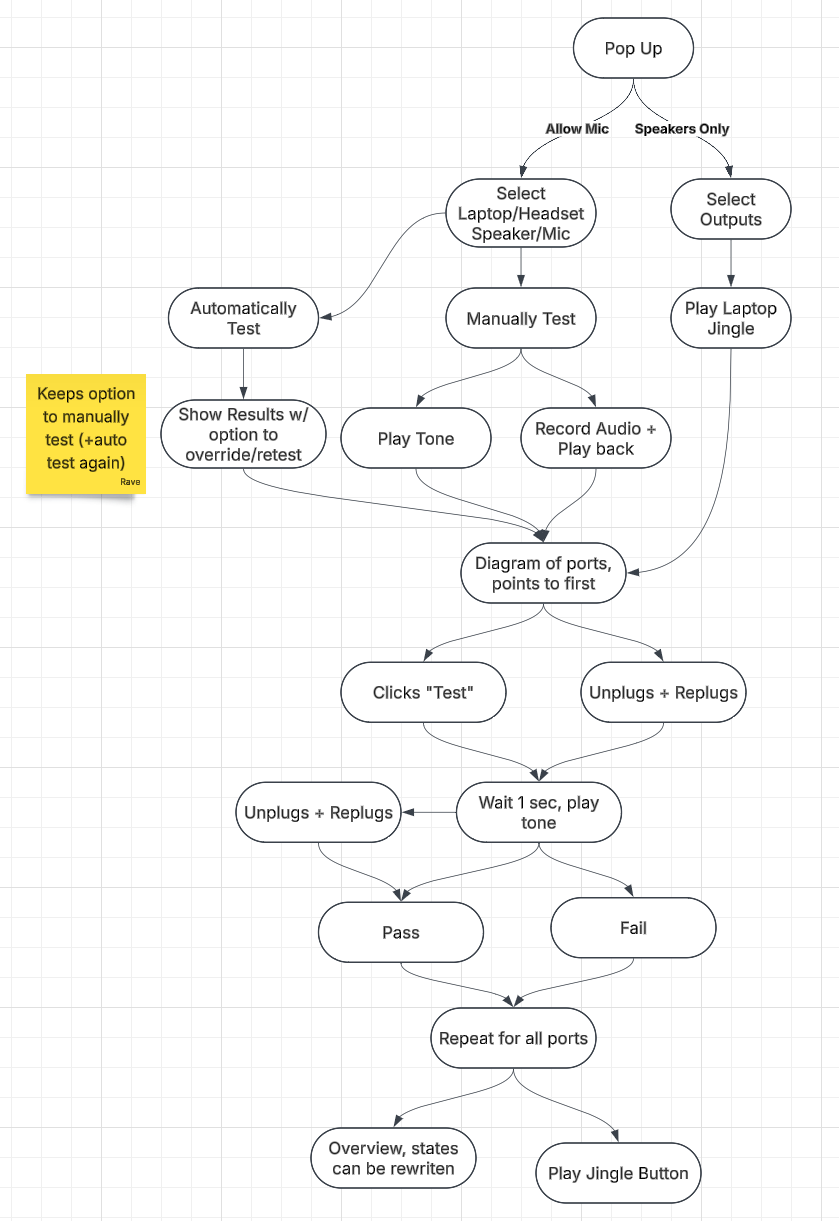 Pop Up
Allow Mic
Speakers Only
Select
Laptop/Headset
Speaker/Mic
Select
Outputs
Automatically
Test
Manually Test
Play Laptop
Jingle
Keeps option
to manually
test (+auto
test again)
Rave
Show Results w/
option to
override/retest
Play Tone
Record Audio +
Play back
Diagram of ports,
points to first
Clicks "Test"
Unplugs + Replugs
Unplugs + Replugs
Wait 1 sec, play
tone
Pass
Fail
Repeat for all ports
Overview, states
can be rewriten
Play Jingle Button